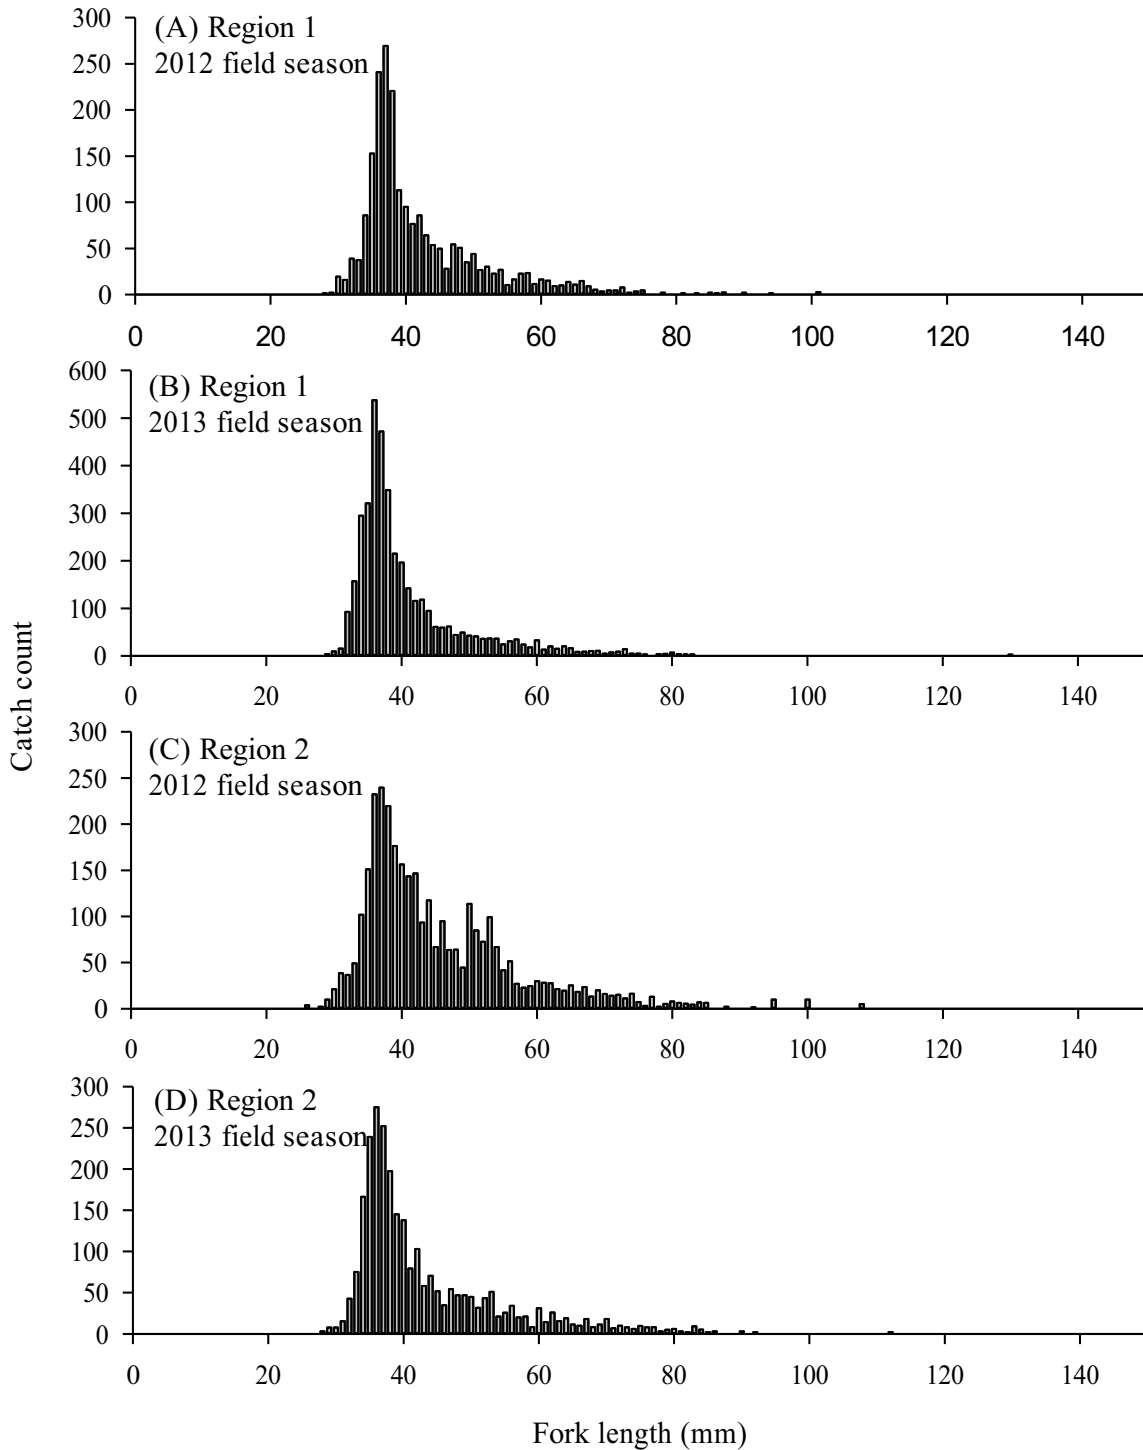 300
250
200
150
100
50
0
(A) Region 1
2012 field season
0 20 40 60 80 100 120 140
600
500
400
300
200
100
0
(B) Region 1
2013 field season
0 20 40 60 80 100 120 140
Catch count
300
250
200
150
100
50
0
(C) Region 2
2012 field season
0 20 40 60 80 100 120 140
300
250
200
150
100
50
0
(D) Region 2
2013 field season
0 20 40 60 80 100 120 140
Fork length (mm)